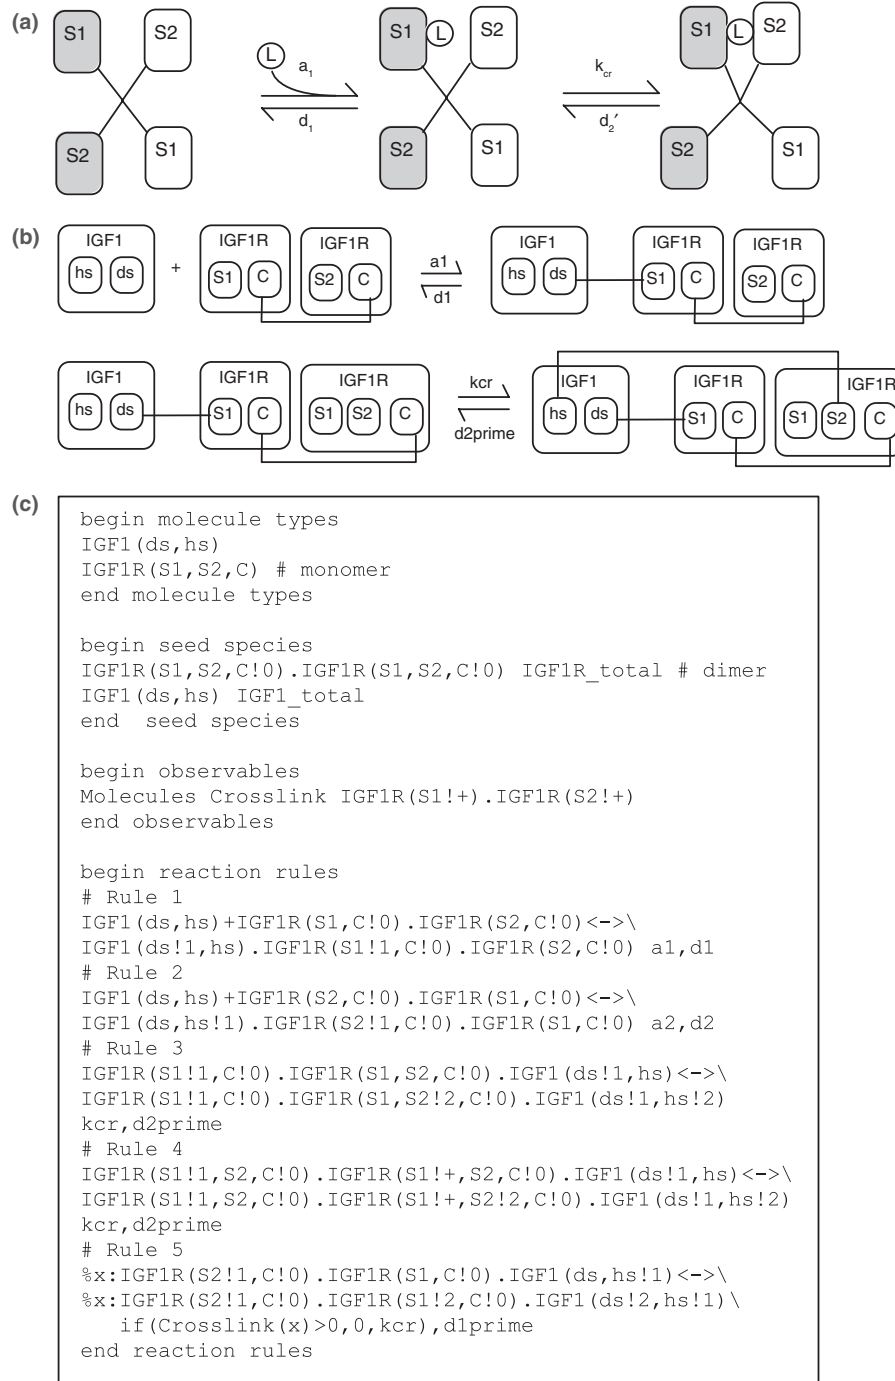 (a)
S1 S2 S1 L S2 S1 L S2
L a1 kcr
d1 d2′
S2 S1 S2 S1 S2 S1
(b)
IGF1 IGF1R IGF1R IGF1 IGF1R IGF1R
hs ds + S1 C S2 C a1 hs ds S1 C S2 C
d1
IGF1 IGF1R IGF1R kcr IGF1 IGF1R IGF1R
hs ds S1 C S1 S2 C d2prime hs ds S1 C S1 S2 C
(c)
begin molecule types
IGF1(ds,hs)
IGF1R(S1,S2,C) # monomer
end molecule types
begin seed species
IGF1R(S1,S2,C!0).IGF1R(S1,S2,C!0) IGF1R_total # dimer
IGF1(ds,hs) IGF1_total
end seed species
begin observables
Molecules Crosslink IGF1R(S1!+).IGF1R(S2!+)
end observables
begin reaction rules
# Rule 1
IGF1(ds,hs)+IGF1R(S1,C!0).IGF1R(S2,C!0)<->\
IGF1(ds!1,hs).IGF1R(S1!1,C!0).IGF1R(S2,C!0) a1,d1
# Rule 2
IGF1(ds,hs)+IGF1R(S2,C!0).IGF1R(S1,C!0)<->\
IGF1(ds,hs!1).IGF1R(S2!1,C!0).IGF1R(S1,C!0) a2,d2
# Rule 3
IGF1R(S1!1,C!0).IGF1R(S1,S2,C!0).IGF1(ds!1,hs)<->\
IGF1R(S1!1,C!0).IGF1R(S1,S2!2,C!0).IGF1(ds!1,hs!2)
kcr,d2prime
# Rule 4
IGF1R(S1!1,S2,C!0).IGF1R(S1!+,S2,C!0).IGF1(ds!1,hs)<->\
IGF1R(S1!1,S2,C!0).IGF1R(S1!+,S2!2,C!0).IGF1(ds!1,hs!2)
kcr,d2prime
# Rule 5
%x:IGF1R(S2!1,C!0).IGF1R(S1,C!0).IGF1(ds,hs!1)<->\
%x:IGF1R(S2!1,C!0).IGF1R(S1!2,C!0).IGF1(ds!2,hs!1)\
if(Crosslink(x)>0,0,kcr),d1prime
end reaction rules